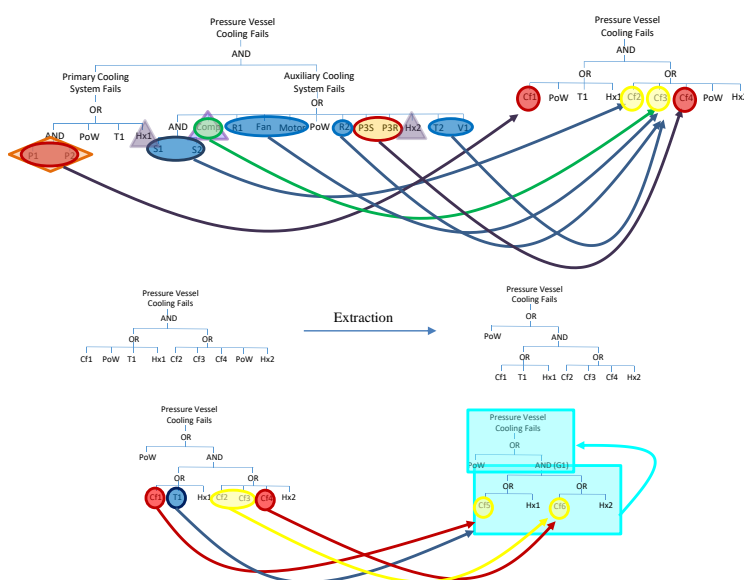 Pressure Vessel
Cooling Fails
AND
Primary Cooling
System Fails
OR
Auxiliary Cooling
System Fails
OR
AND PoW T1 Hx1
P1 P2
AND Comp R1 Fan Motor PoW R2 P3S P3R Hx2 T2 V1
S1 S2
Pressure Vessel
Cooling Fails
AND
OR OR
Cf1 PoW T1 Hx1 Cf2 Cf3 Cf4 PoW Hx2
Pressure Vessel
Cooling Fails
AND
OR OR
Cf1 PoW T1 Hx1 Cf2 Cf3 Cf4 PoW Hx2
Extraction
Pressure Vessel
Cooling Fails
OR
PoW AND
OR OR
Cf1 T1 Hx1 Cf2 Cf3 Cf4 Hx2
Pressure Vessel
Cooling Fails
OR
PoW AND
OR OR
Cf1 T1 Hx1 Cf2 Cf3 Cf4 Hx2
Pressure Vessel
Cooling Fails
OR
PoW AND (G1)
OR OR
Cf5 Hx1 Cf6 Hx2